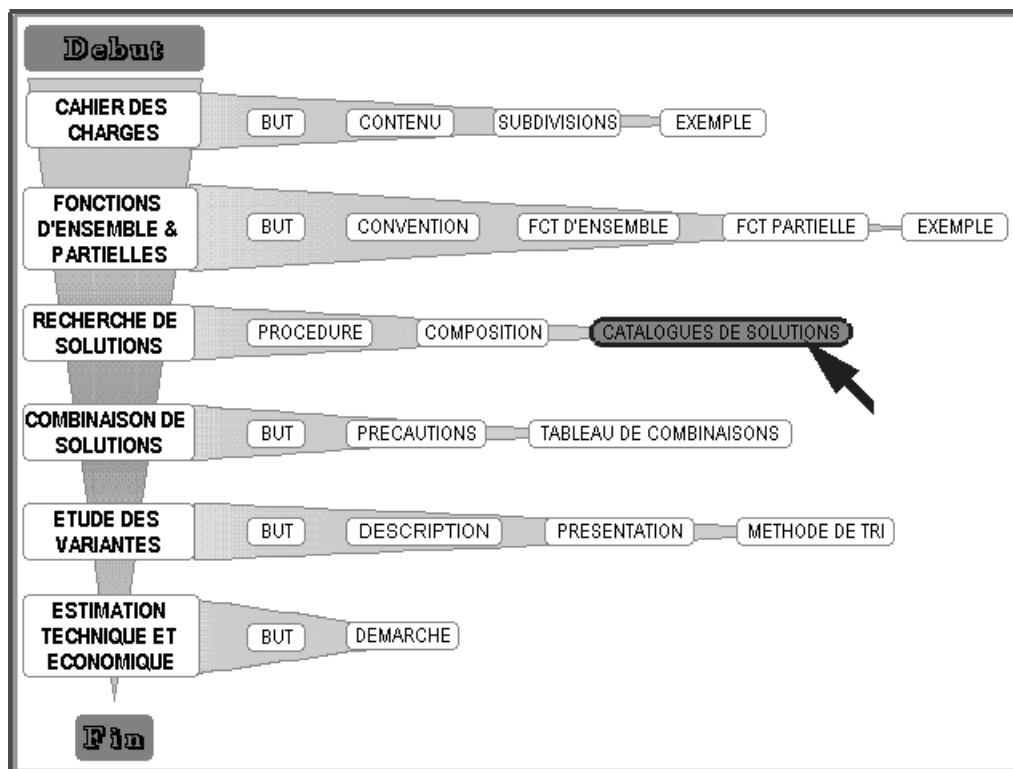 Debut
CAHIER DES
CHARGES
BUT
CONTENU
SUBDIVISIONS
EXEMPLE
FONCTIONS
D'ENSEMBLE &
PARTIELLES
BUT
CONVENTION
FCT D'ENSEMBLE
FCT PARTIELLE
EXEMPLE
RECHERCHE DE
SOLUTIONS
PROCEDURE
COMPOSITION
CATALOGUES DE SOLUTIONS
COMBINAISON DE
SOLUTIONS
BUT
PRECAUTIONS
TABLEAU DE COMBINAISONS
ETUDE DES
VARIANTES
BUT
DESCRIPTION
PRESENTATION
METHODE DE TRI
ESTIMATION
TECHNIQUE ET
ECONOMIQUE
BUT
DEMARCHE
Fin